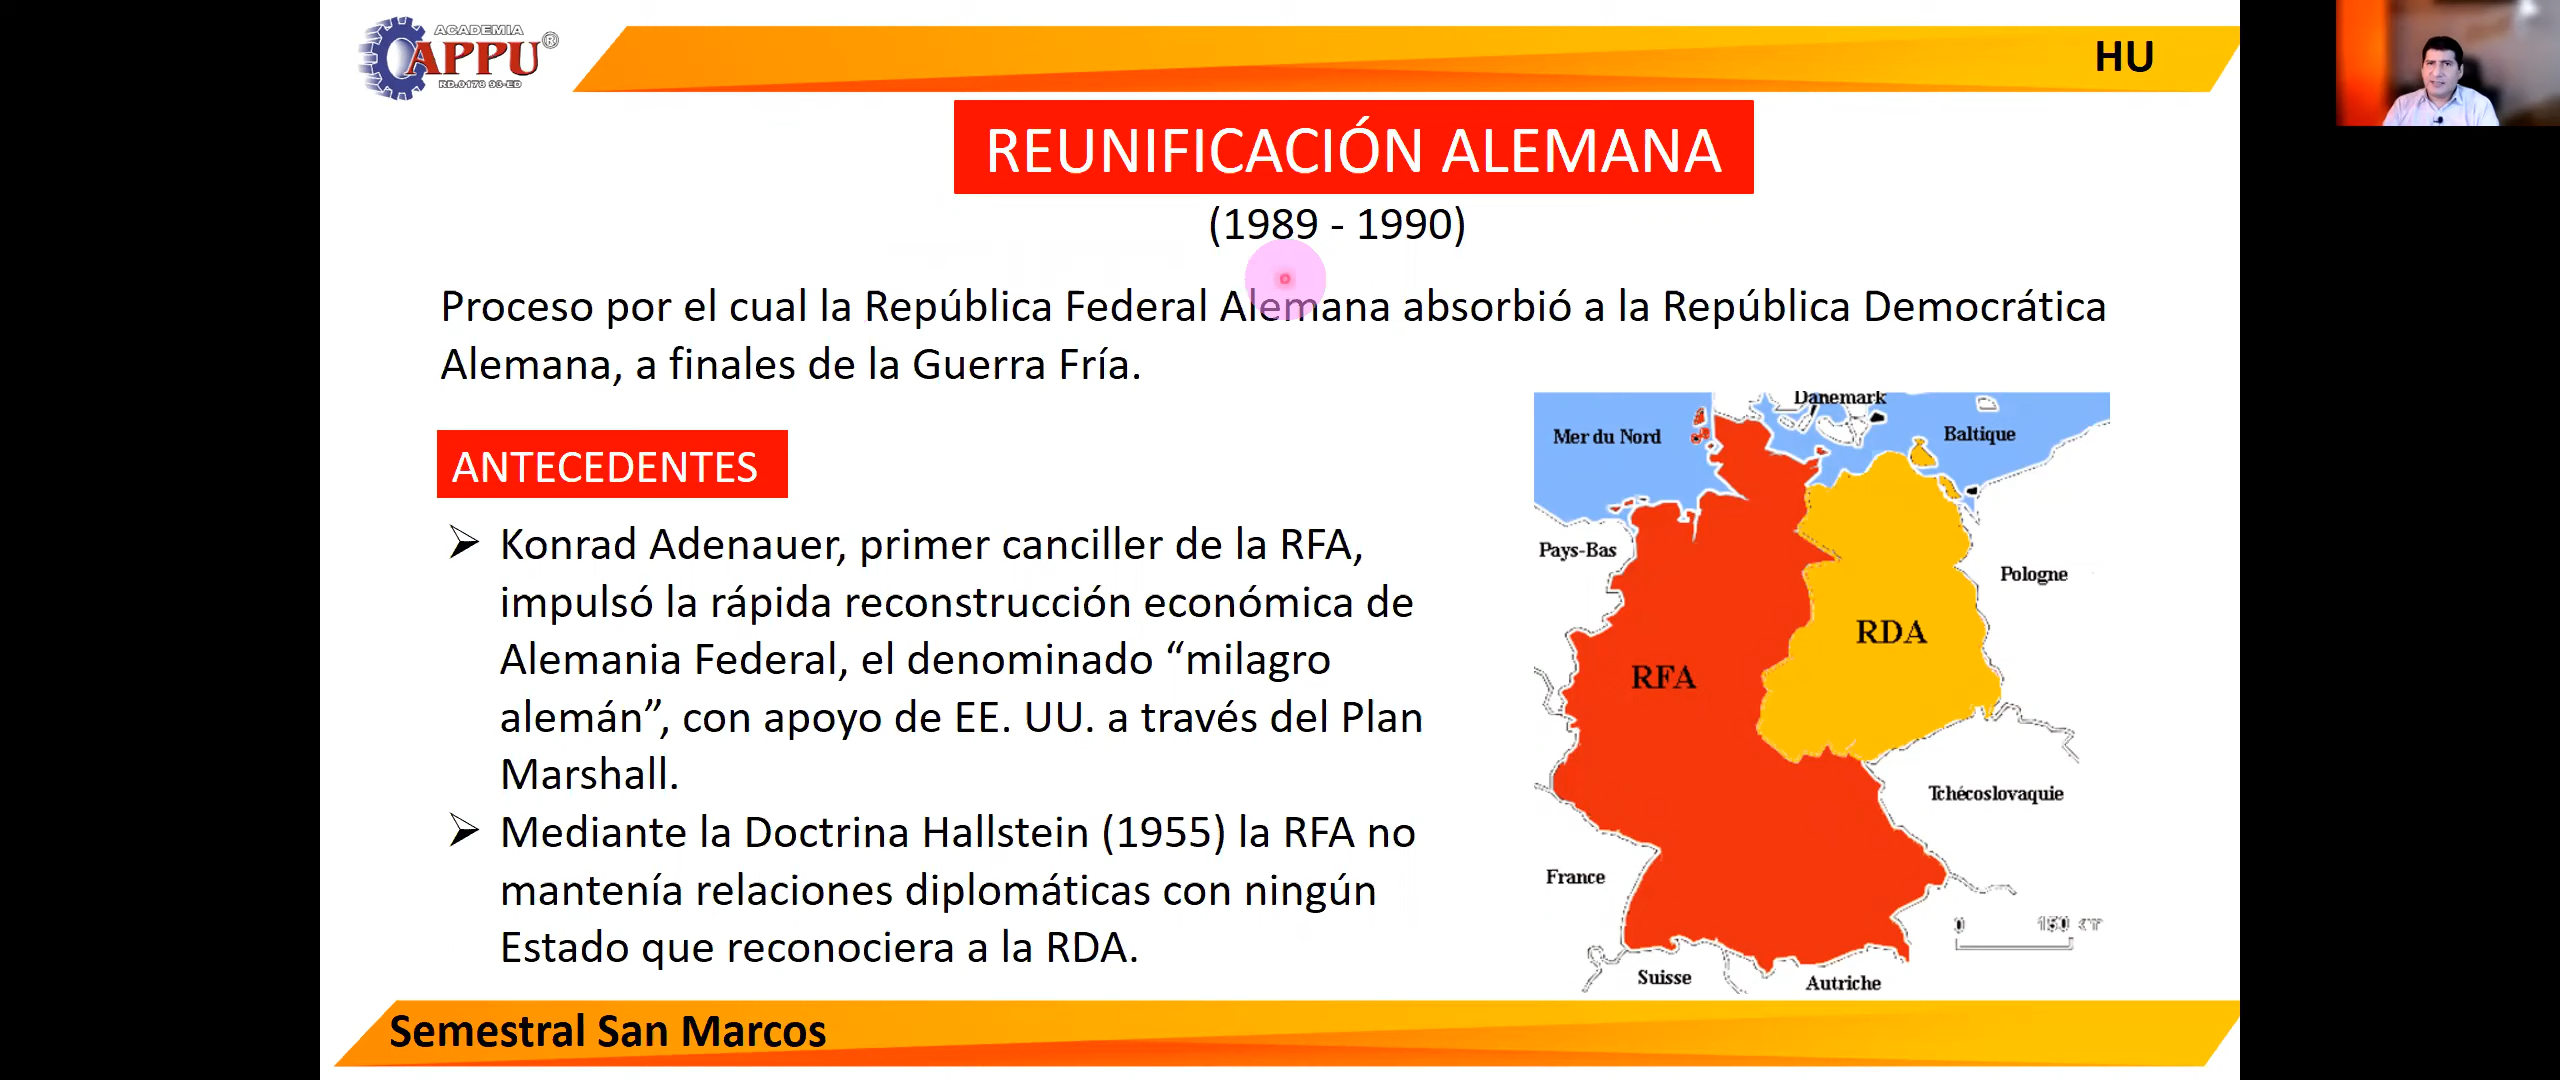 ACADEMIA
APPU®
RD.0178 93-ED
HU
REUNIFICACIÓN ALEMANA
(1989 - 1990)
Proceso por el cual la República Federal Alemana absorbió a la República Democrática
Alemana, a finales de la Guerra Fría.
ANTECEDENTES
➢ Konrad Adenauer, primer canciller de la RFA,
impulsó la rápida reconstrucción económica de
Alemania Federal, el denominado “milagro
alemán”, con apoyo de EE. UU. a través del Plan
Marshall.
➢ Mediante la Doctrina Hallstein (1955) la RFA no
mantenía relaciones diplomáticas con ningún
Estado que reconociera a la RDA.
Danemark
Mer du Nord
Baltique
Pays-Bas
Pologne
RDA
RFA
Tchécoslovaquie
France
0 150 km
Suisse
Autriche
Semestral San Marcos